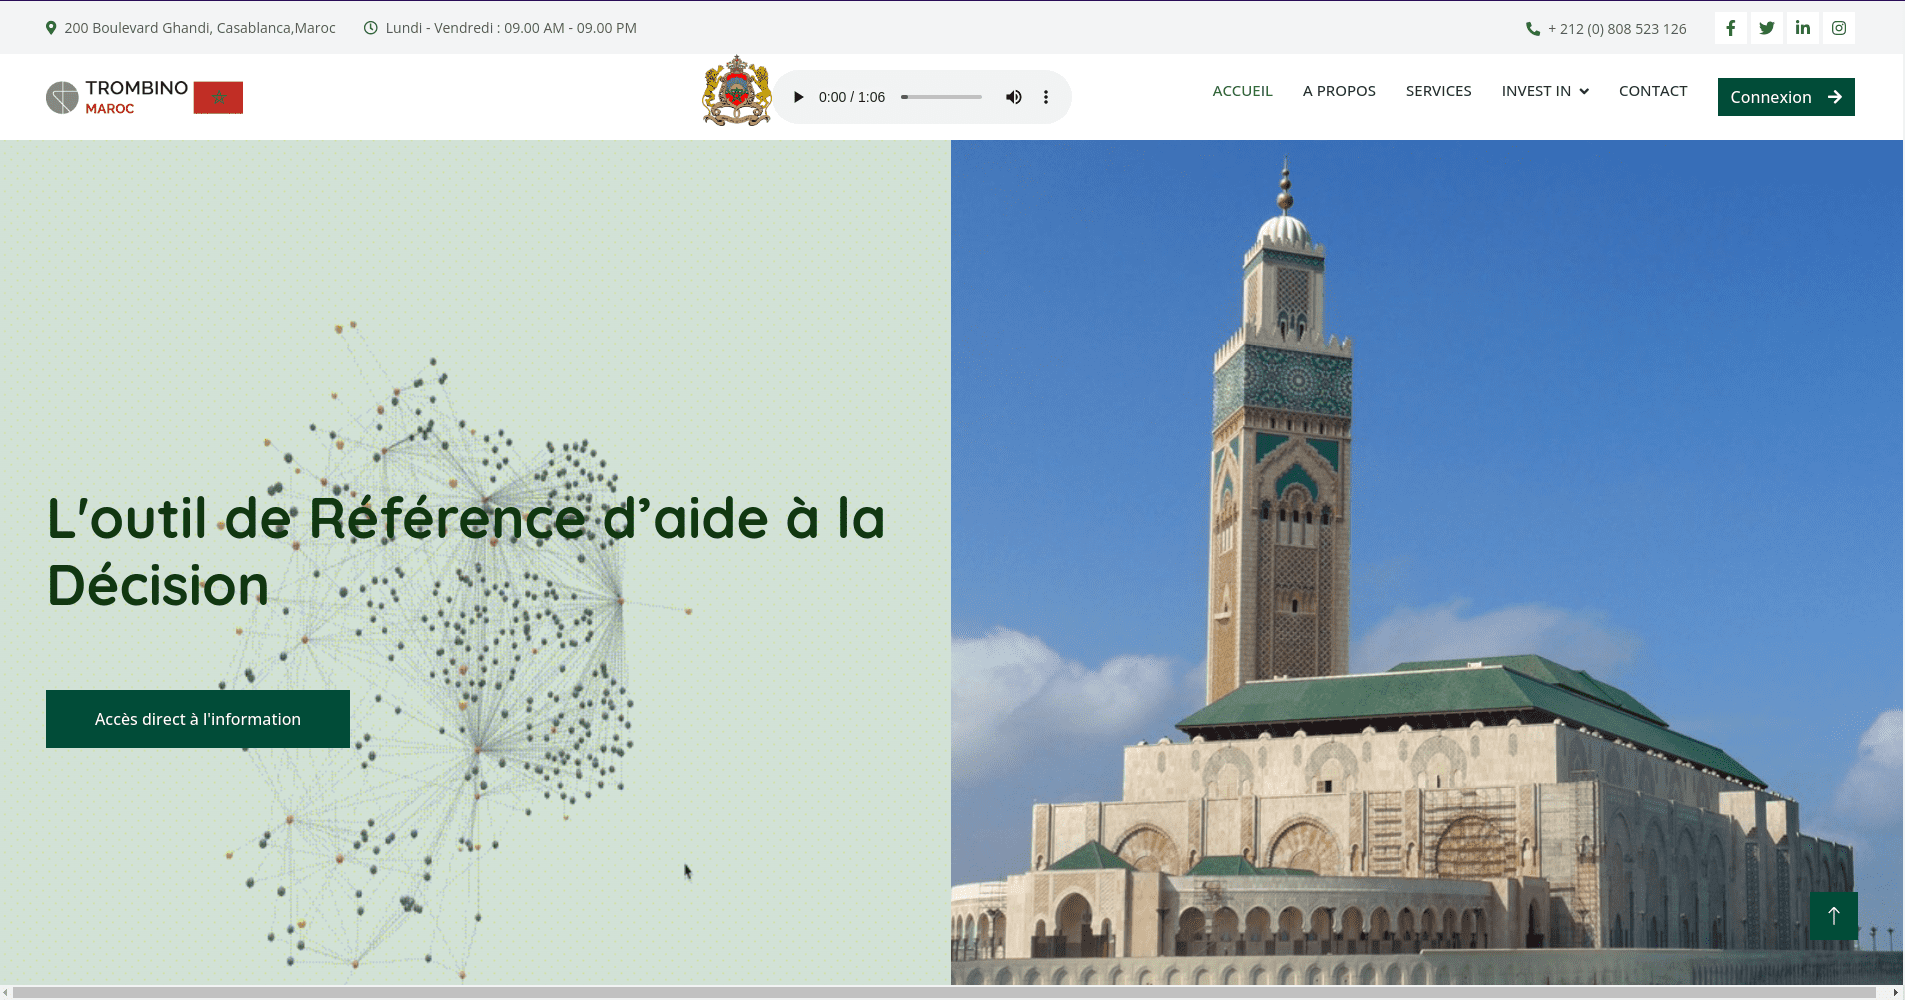 200 Boulevard Ghandi, Casablanca,Maroc Lundi - Vendredi : 09.00 AM - 09.00 PM + 212 (0) 808 523 126
TROMBINO
MAROC
0:00 / 1:06
ACCUEIL A PROPOS SERVICES INVEST IN CONTACT Connexion
L'outil de Référence d’aide à la
Décision
Accès direct à l'information